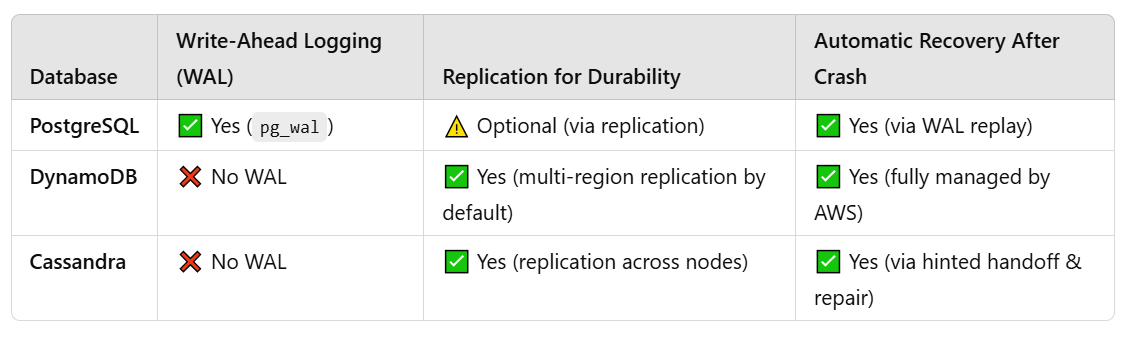 Database
Write-Ahead Logging
(WAL)
Replication for Durability
Automatic Recovery After
Crash
PostgreSQL
✅ Yes (pg_wal)
⚠️ Optional (via replication)
✅ Yes (via WAL replay)
DynamoDB
❌ No WAL
✅ Yes (multi-region replication by
default)
✅ Yes (fully managed by
AWS)
Cassandra
❌ No WAL
✅ Yes (replication across nodes)
✅ Yes (via hinted handoff &
repair)